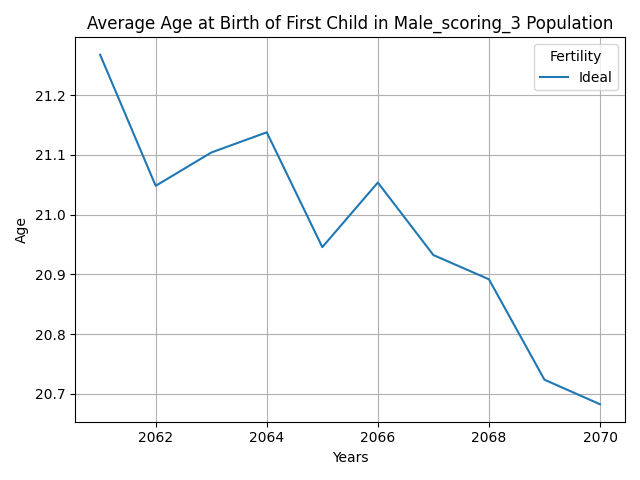 Average Age at Birth of First Child in Male_scoring_3 Population
Fertility
Ideal
21.2
21.1
21.0
20.9
20.8
20.7
Age
2062 2064 2066 2068 2070
Years